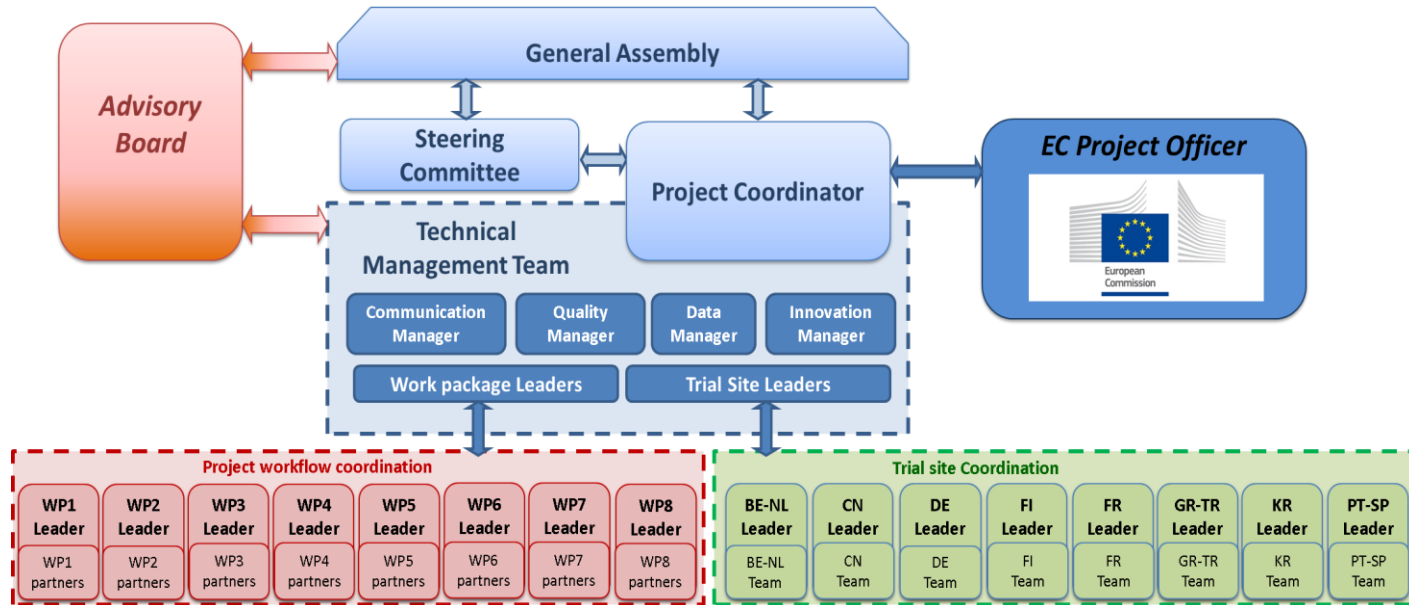 General Assembly
Advisory
Board
Steering
Committee
Project Coordinator
EC Project Officer
European
Commission
Technical
Management Team
Communication
Manager
Quality
Manager
Data
Manager
Innovation
Manager
Work package Leaders
Trial Site Leaders
Project workflow coordination
WP1
Leader
WP1
partners
WP2
Leader
WP2
partners
WP3
Leader
WP3
partners
WP4
Leader
WP4
partners
WP5
Leader
WP5
partners
WP6
Leader
WP6
partners
WP7
Leader
WP7
partners
WP8
Leader
WP8
partners
Trial site Coordination
BE-NL
Leader
BE-NL
Team
CN
Leader
CN
Team
DE
Leader
DE
Team
FI
Leader
FI
Team
FR
Leader
FR
Team
GR-TR
Leader
GR-TR
Team
KR
Leader
KR
Team
PT-SP
Leader
PT-SP
Team